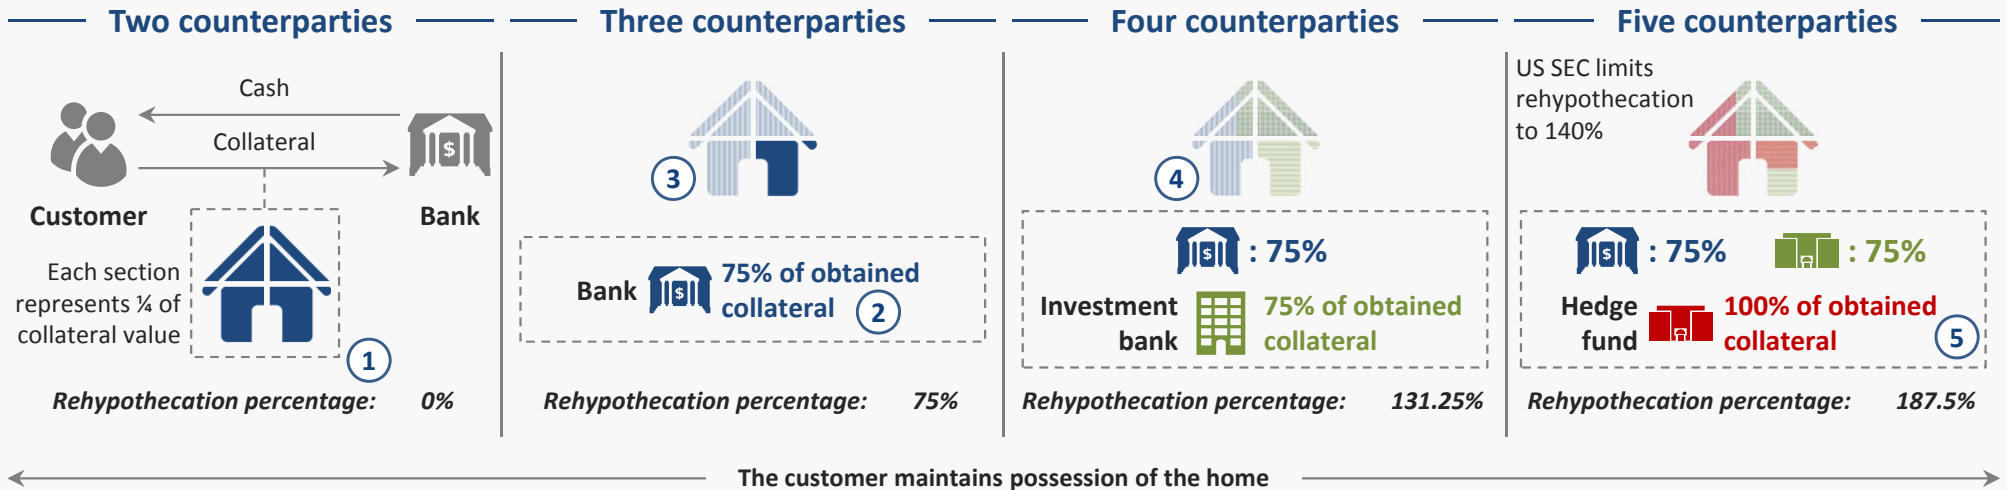 Two counterparties
Cash
Collateral
Customer
Bank
Each section
represents ¼ of
collateral value
1
Rehypothecation percentage: 0%
Three counterparties
3
Bank
$
75% of obtained
collateral
2
Rehypothecation percentage: 75%
Four counterparties
4
$
: 75%
Investment
bank
75% of obtained
collateral
Rehypothecation percentage: 131.25%
Five counterparties
US SEC limits
rehypothecation
to 140%
$
: 75%
: 75%
Hedge
fund
100% of obtained
collateral
5
Rehypothecation percentage: 187.5%
The customer maintains possession of the home